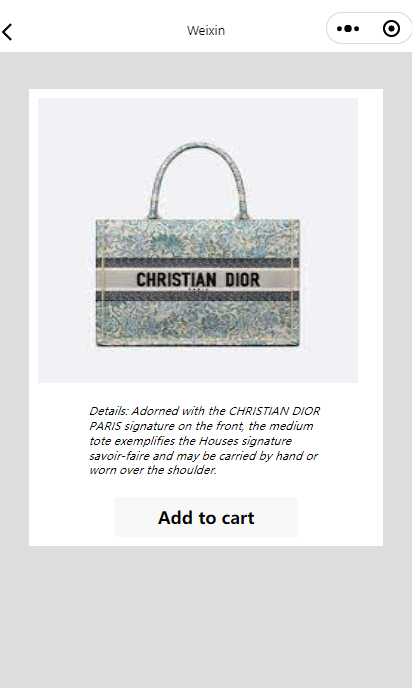 Weixin
CHRISTIAN DIOR
Details: Adorned with the CHRISTIAN DIOR
PARIS signature on the front, the medium
tote exemplifies the Houses signature
savoir-faire and may be carried by hand or
worn over the shoulder.
Add to cart